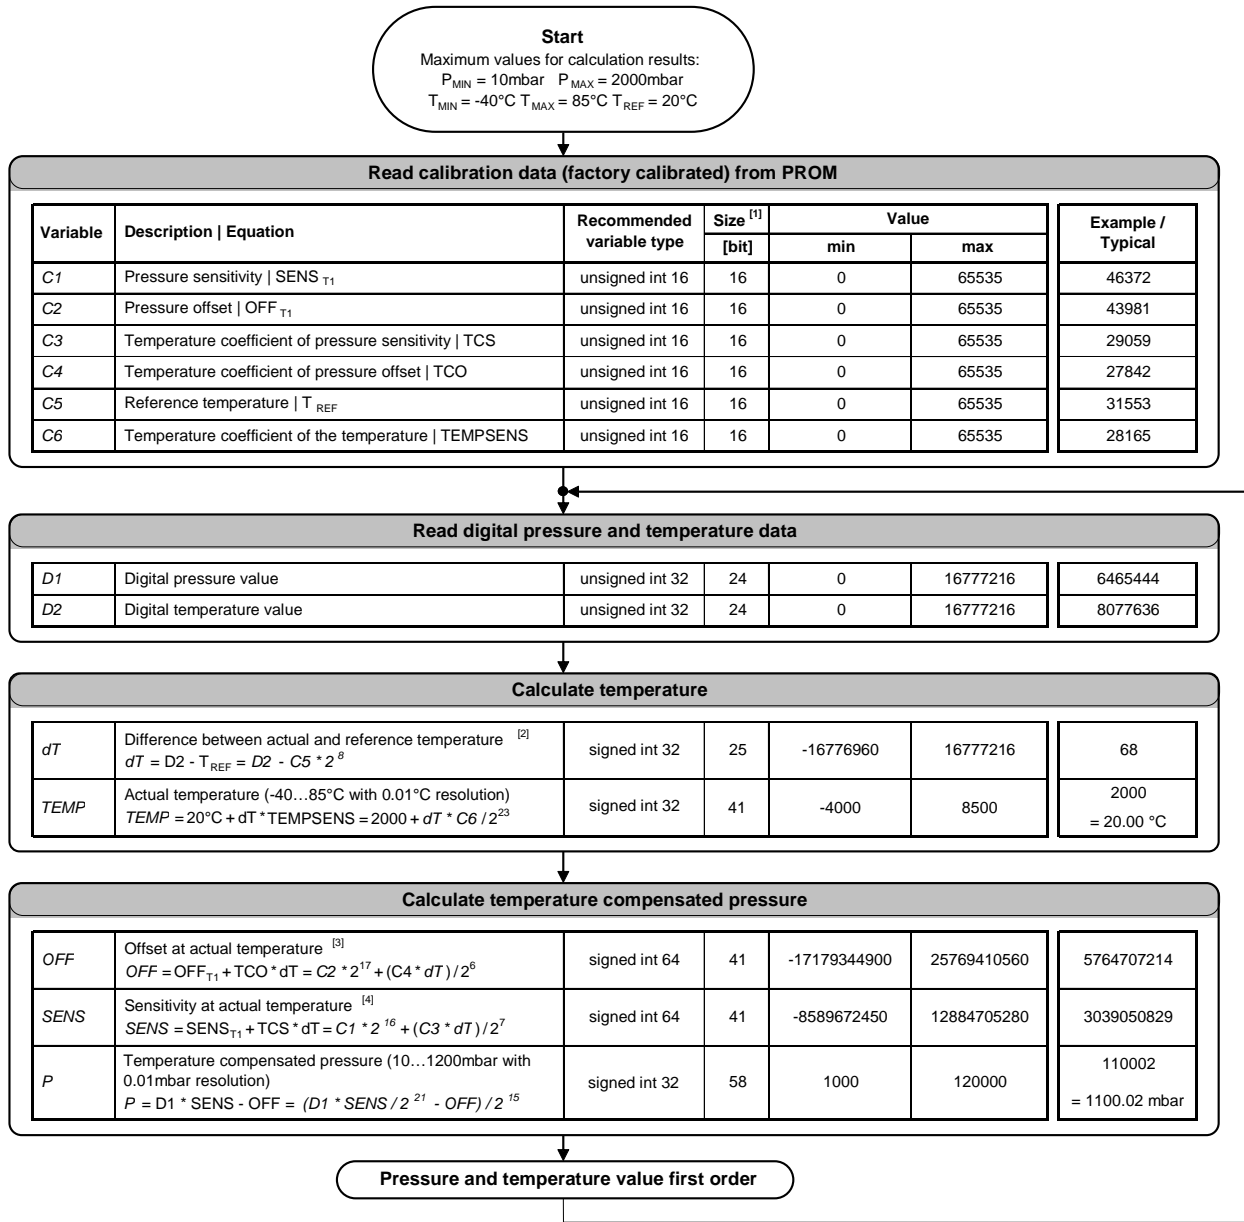 Start
Maximum values for calculation results:
P_MIN = 10mbar P_MAX = 2000mbar
T_MIN = -40°C T_MAX = 85°C T_REF = 20°C
Read calibration data (factory calibrated) from PROM
Variable | Description | Equation | Recommended variable type | Size [1] [bit] | Value min | max | Example / Typical
C1 Pressure sensitivity | SENS T1 unsigned int 16 16 0 65535 46372
C2 Pressure offset | OFF T1 unsigned int 16 16 0 65535 43981
C3 Temperature coefficient of pressure sensitivity | TCS unsigned int 16 16 0 65535 29059
C4 Temperature coefficient of pressure offset | TCO unsigned int 16 16 0 65535 27842
C5 Reference temperature | T REF unsigned int 16 16 0 65535 31553
C6 Temperature coefficient of the temperature | TEMPSENS unsigned int 16 16 0 65535 28165
Read digital pressure and temperature data
D1 Digital pressure value unsigned int 32 24 0 16777216 6465444
D2 Digital temperature value unsigned int 32 24 0 16777216 8077636
Calculate temperature
Difference between actual and reference temperature [2]
dT signed int 32 25 -16776960 16777216 68
dT = D2 - T_REF = D2 - C5 * 2^8
Actual temperature (-40…85°C with 0.01°C resolution) 2000
TEMP signed int 32 41 -4000 8500
TEMP = 20°C + dT * TEMPSENS = 2000 + dT * C6 / 2^23 = 20.00 °C
Calculate temperature compensated pressure
Offset at actual temperature [3]
OFF signed int 64 41 -17179344900 25769410560 5764707214
OFF = OFF_T1 + TCO * dT = C2 * 2^17 + (C4 * dT) / 2^6
Sensitivity at actual temperature [4]
SENS signed int 64 41 -8589672450 12884705280 3039050829
SENS = SENS_T1 + TCS * dT = C1 * 2^16 + (C3 * dT) / 2^7
Temperature compensated pressure (10…1200mbar with 110002
0.01mbar resolution)
P signed int 32 58 1000 120000
P = D1 * SENS - OFF = (D1 * SENS / 2^21 - OFF) / 2^15 = 1100.02 mbar
Pressure and temperature value first order